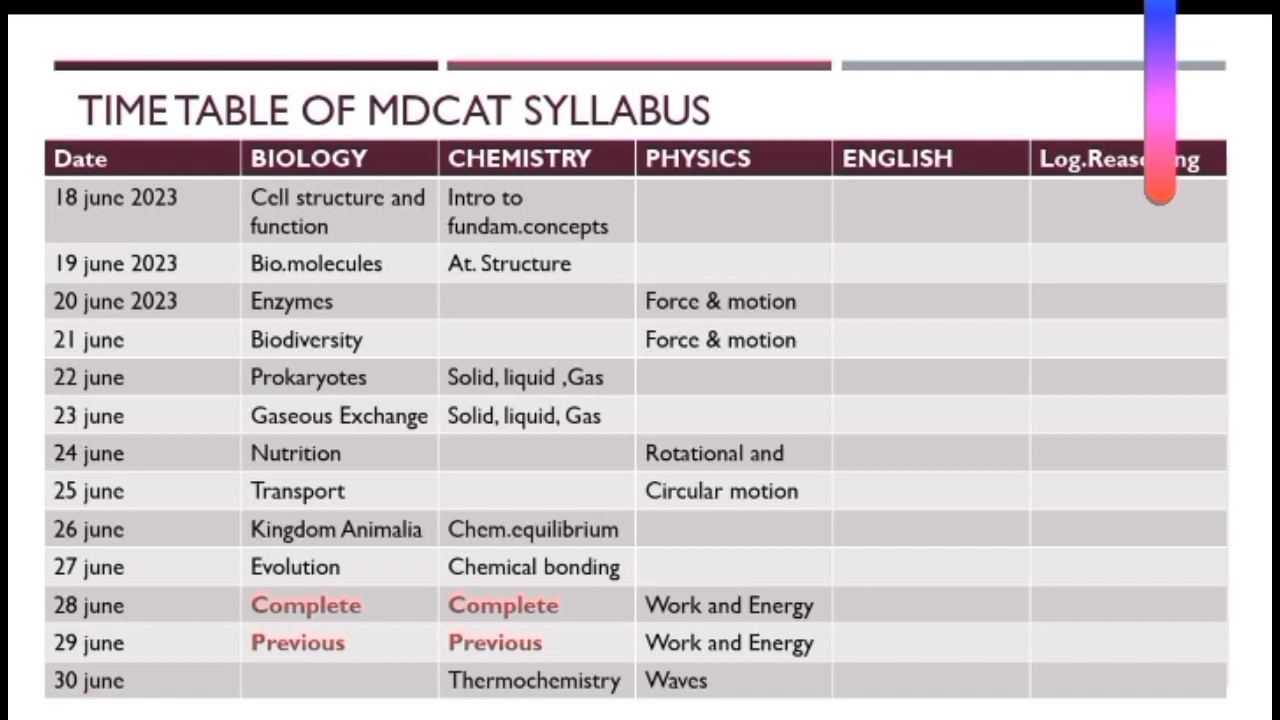 TIME TABLE OF MDCAT SYLLABUS
Date BIOLOGY CHEMISTRY PHYSICS ENGLISH Log.Reasoning
18 june 2023 Cell structure and function Intro to fundam.concepts
19 june 2023 Bio.molecules At. Structure
20 june 2023 Enzymes Force & motion
21 june Biodiversity Force & motion
22 june Prokaryotes Solid, liquid ,Gas
23 june Gaseous Exchange Solid, liquid, Gas
24 june Nutrition Rotational and
25 june Transport Circular motion
26 june Kingdom Animalia Chem.equilibrium
27 june Evolution Chemical bonding
28 june Complete Complete Work and Energy
29 june Previous Previous Work and Energy
30 june Thermochemistry Waves